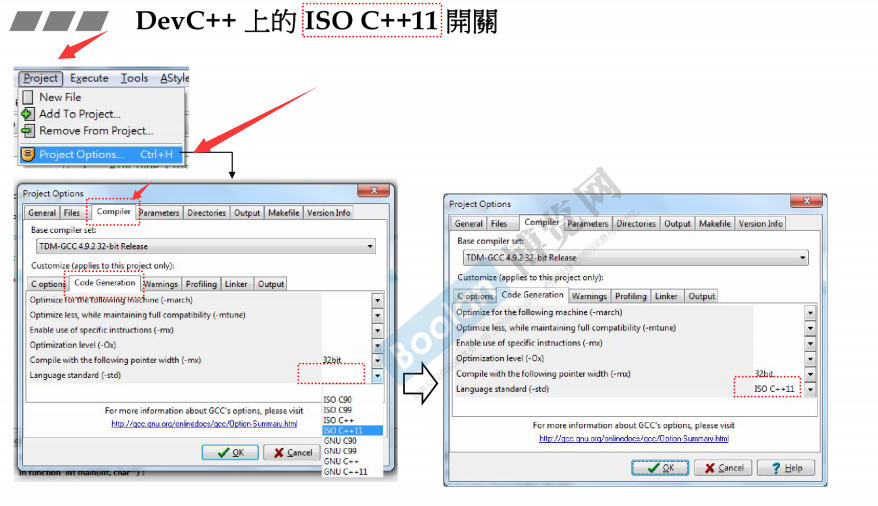 DevC++ 上的 ISO C++11 開關
Project Execute Tools AStyle
New File
Add To Project...
Remove From Project...
Project Options... Ctrl+H
Project Options
General Files Compiler Parameters Directories Output Makefile Version Info
Base compiler set:
TDM-GCC 4.9.2 32-bit Release
Customize (applies to this project only):
C options Code Generation Warnings Profiling Linker Output
Optimize for the following machine (-march)
Optimize less, while maintaining full compatibility (-mtune)
Enable use of specific instructions (-mx)
Optimization level (-Ox)
Compile with the following pointer width (-mx) 32bit
Language standard (-std)
ISO C90
ISO C99
ISO C++
ISO C++11
GNU C90
GNU C99
GNU C++
GNU C++11
For more information about GCC's options, please visit
http://gcc.gnu.org/onlinedocs/gcc/Option-Summary.html
OK Cancel
In function 'int main(int, char**)':
Project Options
General Files Compiler Parameters Directories Output Makefile Version Info
Base compiler set:
TDM-GCC 4.9.2 32-bit Release
Customize (applies to this project only):
C options Code Generation Warnings Profiling Linker Output
Optimize for the following machine (-march)
Optimize less, while maintaining full compatibility (-mtune)
Enable use of specific instructions (-mx)
Optimization level (-Ox)
Compile with the following pointer width (-mx) 32bit
Language standard (-std) ISO C++11
For more information about GCC's options, please visit
http://gcc.gnu.org/onlinedocs/gcc/Option-Summary.html
OK Cancel Help
Boolan 博览网